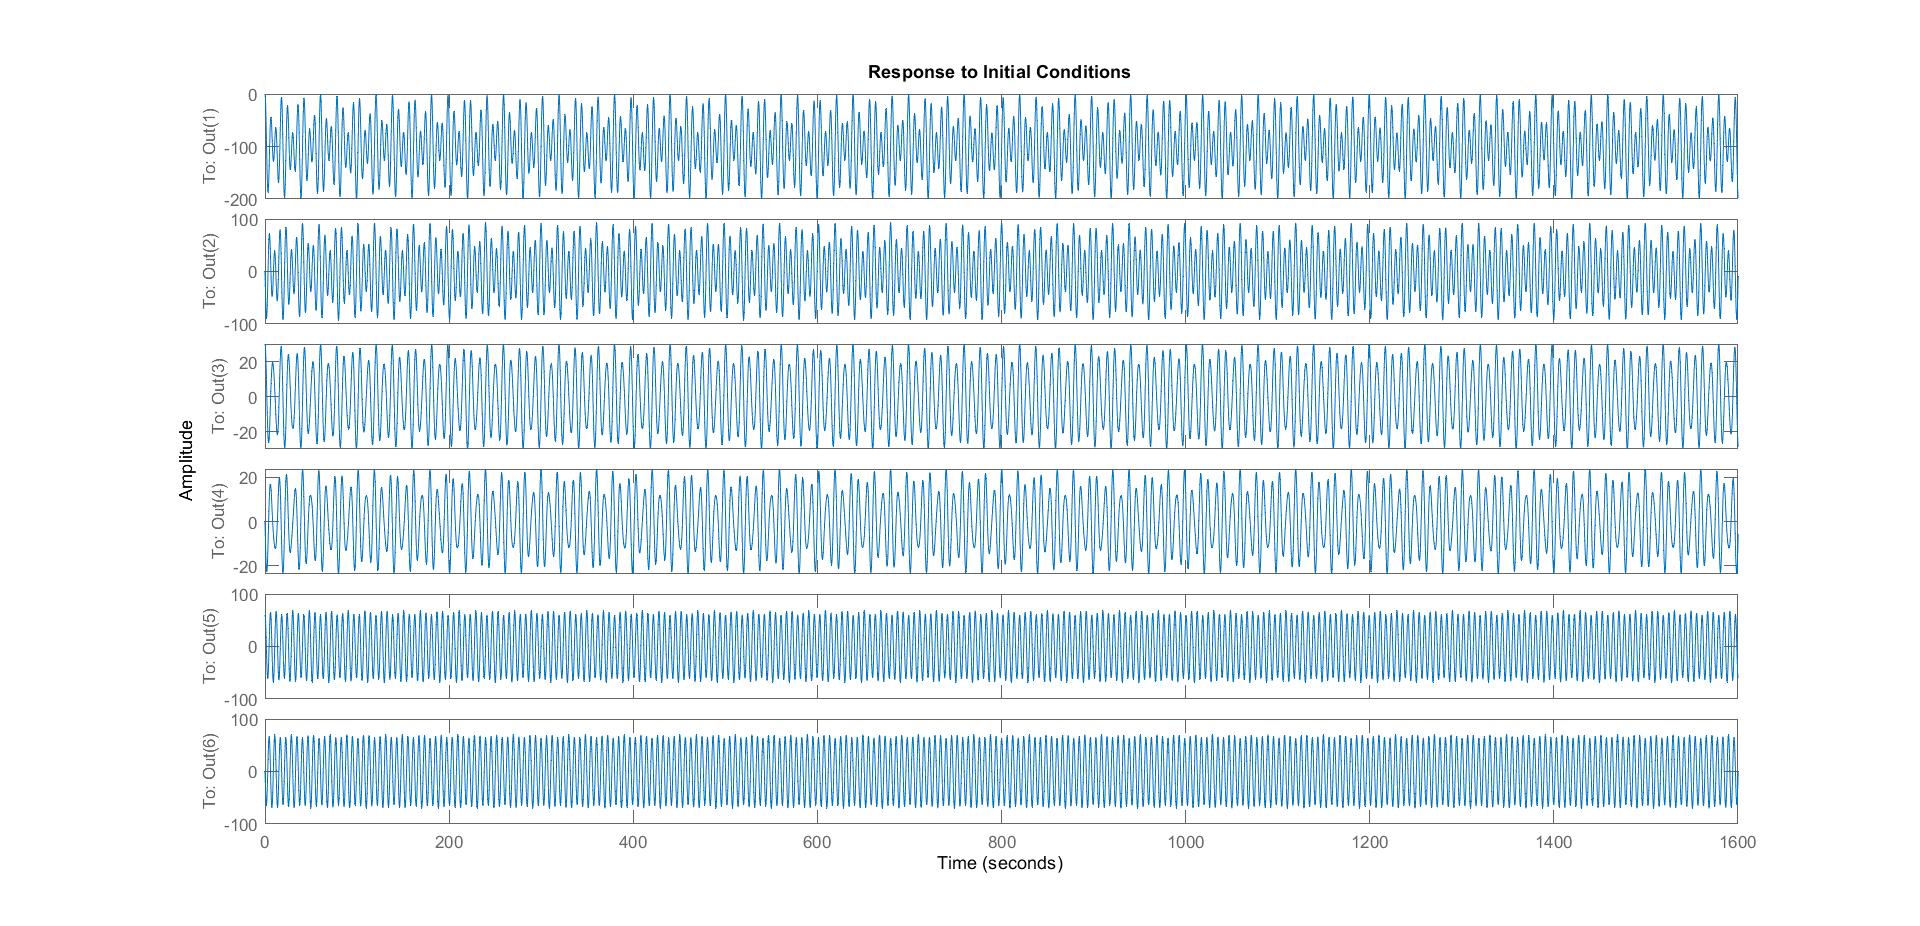 Response to Initial Conditions
To: Out(1)
0
-100
-200
To: Out(2)
100
0
-100
To: Out(3)
20
0
-20
Amplitude
To: Out(4)
20
0
-20
To: Out(5)
100
0
-100
To: Out(6)
100
0
-100
0 200 400 600 800 1000 1200 1400 1600
Time (seconds)